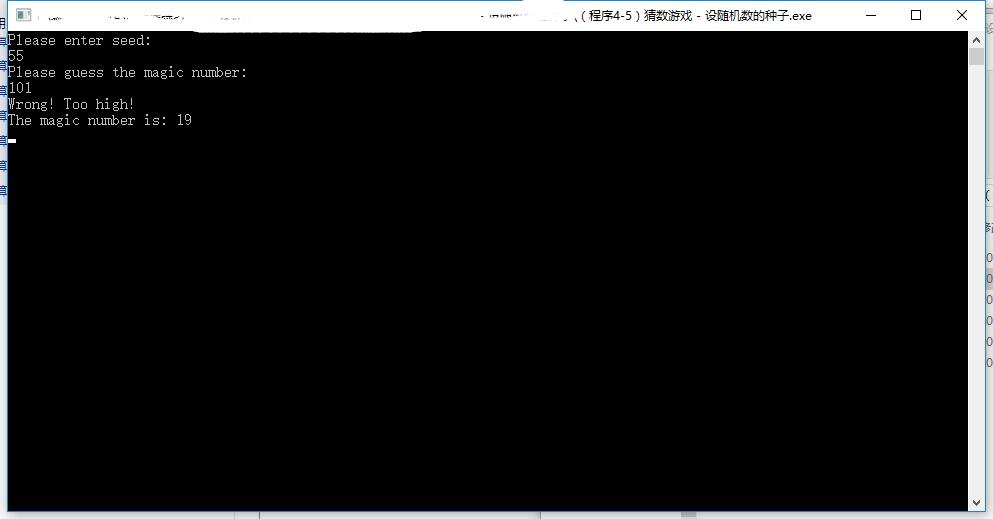 (程序4-5)猜数游戏 - 设随机数的种子.exe
Please enter seed:
55
Please guess the magic number:
101
Wrong! Too high!
The magic number is: 19